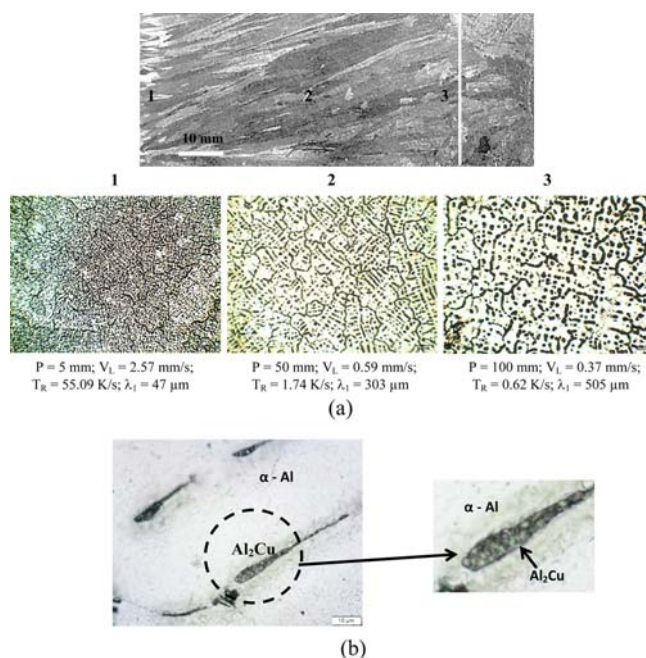 1
2
3
10 mm
1
2
3
P = 5 mm; V_L = 2.57 mm/s;
T_R = 55.09 K/s; λ_1 = 47 μm
P = 50 mm; V_L = 0.59 mm/s;
T_R = 1.74 K/s; λ_1 = 303 μm
P = 100 mm; V_L = 0.37 mm/s;
T_R = 0.62 K/s; λ_1 = 505 μm
(a)
α - Al
Al₂Cu
10 μm
α - Al
Al₂Cu
(b)